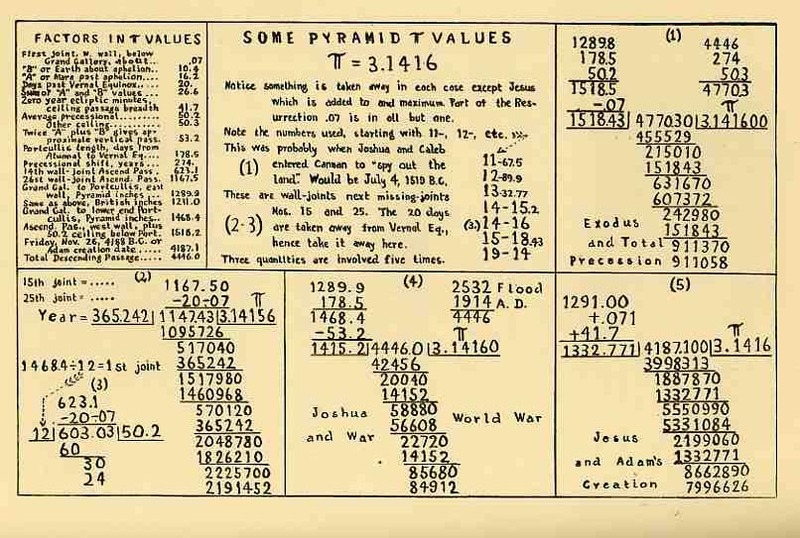 FACTORS IN π VALUES
First joint, W. wall, below
Grand Gallery, about.. .07
"B" or Earth about aphelion.. 10.4
"A" or Mars past aphelion... 16.2
Days past Vernal Equinox.. 20.
Sum of "A" and "B" values... 26.6
Zero year ecliptic minutes,
ceiling passage breadth 41.7
Average precessional.. 50.2
Other ceiling..... 50.3
Twice "A" plus "B" gives ap-
proximate vertical pass. 53.2
Portcullis length, days from
Atumal to Vernal Eq... 178.5
Precessional shift, years... 274.
14th wall-joint Ascend Pass. 623.1
26st wall-joint Ascend. Pass. 1167.5
Grand Gal. to Portcullis, east
wall, Pyramid inches... 1289.9
Same as above, British inches 1291.0
Grand Gal. to lower end Port-
cullis, Pyramid inches.. 1468.4
Ascend. Pas., west wall, plus
50.2 ceiling below Port. 1518.2
Friday, Nov. 26, 4188 B.C. or
Adam creation date..... 4187.1
Total Descending Passage... 4446.0
SOME PYRAMID π VALUES
π = 3.1416
Notice something is taken away in each case except Jesus
which is added to and maximum. Part of the Res-
urrection .07 is in all but one.
Note the numbers used, starting with 11-, 12-, etc.
This was probably when Joshua and Caleb
(1) entered Canaan to "spy out the
land". Would be July 4, 1519 B.C.
These are wall-joints next missing-joints
Nos. 15 and 25. The 20 days
(2-3) are taken away from Vernal Eq.,
hence take it away here.
Three quantities are involved five times.
11-67.5
12-89.9
13-32.77
14-15.2
(3) 14-16
15-18.43
19-14
(1)
1289.8 4446
178.5 274
50.2 50.3
1518.5 4770.3
-.07 π
1518.43 477030 3.141600
455529
215010
151843
631670
607372
242980
151843
911370
911058
Exodus
and Total
Precession
(2)
15th joint = ..... 1167.50
25th joint = ..... -20-07 π
Year = 365.242 1147.43 3.14156
1095726
517040
365242
1517980
1460968
570120
365242
2048780
1826210
2225700
2191452
1468.4÷12=1st joint
(3)
623.1
-20-07
12 603.03 50.2
60
30
24
(4)
1289.9 2532 Flood
178.5 1914 A.D.
1468.4 4446
-53.2 π
1415.2 4446.0 3.14160
42456
20040
14152
58880
56608
22720
14152
85680
84912
Joshua
and War
World War
(5)
1291.00
+.071
+41.7 π
1332.771 4187.100 3.1416
3998313
1887870
1332771
5550990
5331084
2199060
1332771
8662890
7996626
Jesus
and Adam's
Creation